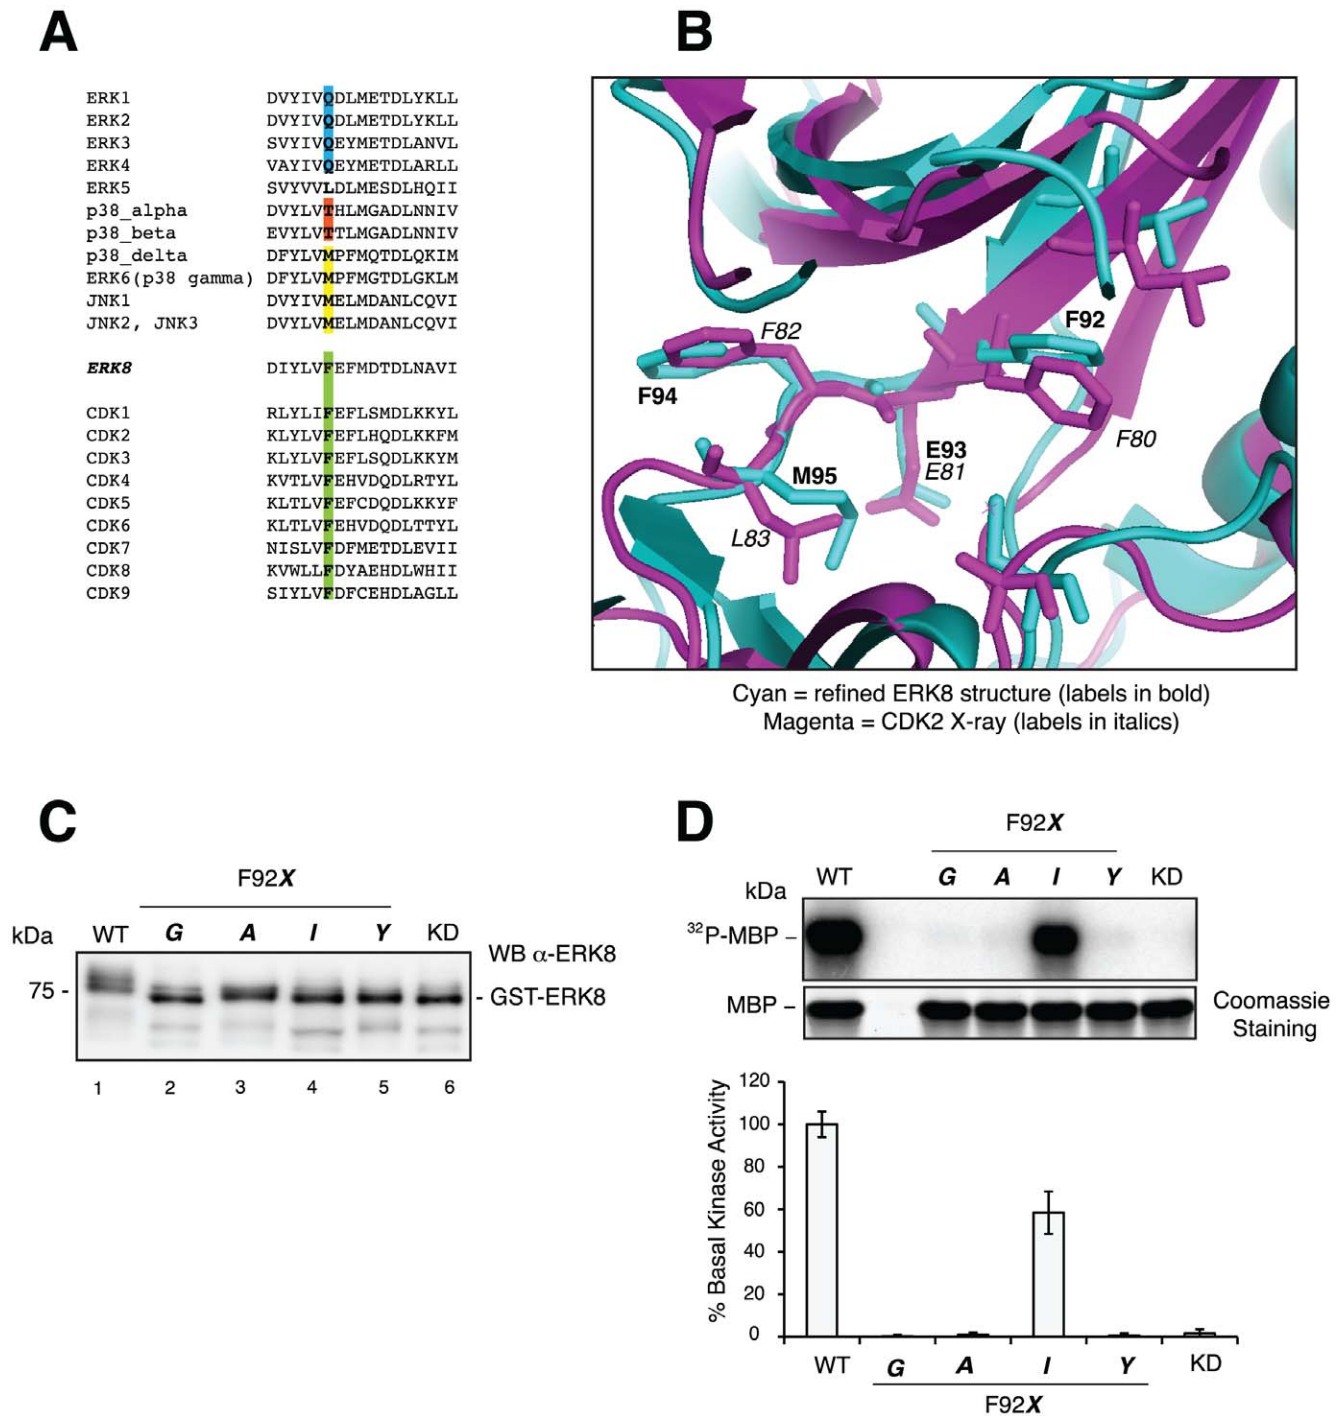 A
ERK1 DVYIVQDLMETDLYKLL
ERK2 DVYIVQDLMETDLYKLL
ERK3 SVYIVQEYMETDLANVL
ERK4 VAYIVQEYMETDLARLL
ERK5 SVYVVLDLMESDLHQII
p38_alpha DVYLVTHLMGADLNNIV
p38_beta EVYLVTTLMGADLNNIV
p38_delta DFYLVMPFMQTDLQKIM
ERK6(p38 gamma) DFYLVMPFMGTDLGKLM
JNK1 DVYIVMELMDANLCQVI
JNK2, JNK3 DVYLVMELMDANLCQVI
ERK8 DIYLVFEFMDTDLNAVI
CDK1 RLYLIFEFLSMDLKKYL
CDK2 KLYLVFEFLHQDLKKFM
CDK3 KLYLVFEFLSQDLKKYM
CDK4 KVTLVFEHVDQDLRTYL
CDK5 KLTLVFEFCDQDLKKYF
CDK6 KLTLVFEHVDQDLTTYL
CDK7 NISLVFDFMETDLEVII
CDK8 KVWLLFDYAEHDLWHII
CDK9 SIYLVFDFCEHDLAGLL
B
F92
F82
F94
F80
E93
E81
M95
L83
Cyan = refined ERK8 structure (labels in bold)
Magenta = CDK2 X-ray (labels in italics)
C
F92X
kDa WT G A I Y KD
WB α-ERK8
75 - - GST-ERK8
1 2 3 4 5 6
D
F92X
kDa WT G A I Y KD
32P-MBP –
MBP – Coomassie
Staining
% Basal Kinase Activity
120
100
80
60
40
20
0
WT G A I Y KD
F92X